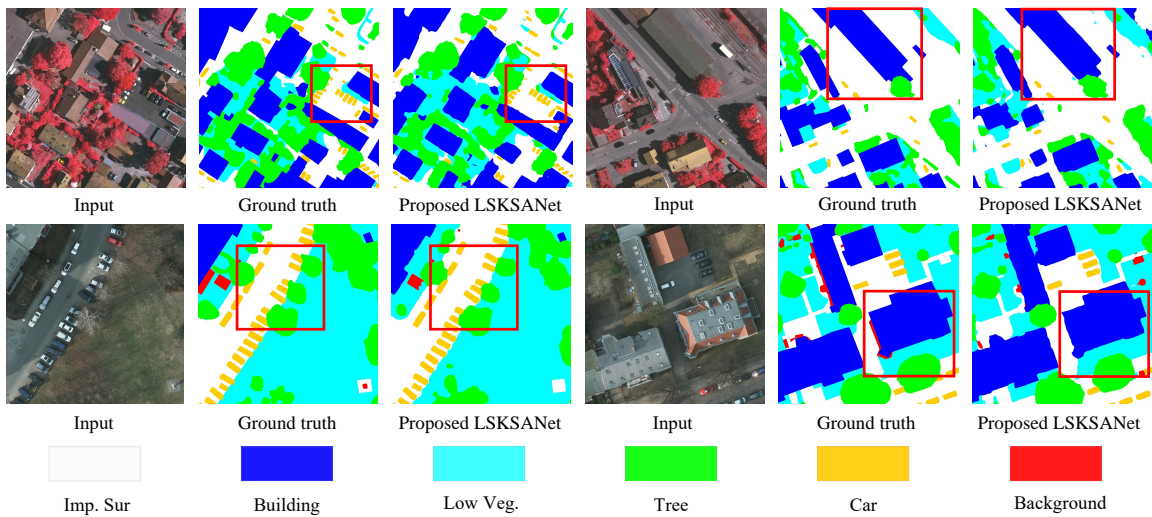 Input Ground truth Proposed LSKSANet Input Ground truth Proposed LSKSANet
Input Ground truth Proposed LSKSANet Input Ground truth Proposed LSKSANet
Imp. Sur Building Low Veg. Tree Car Background